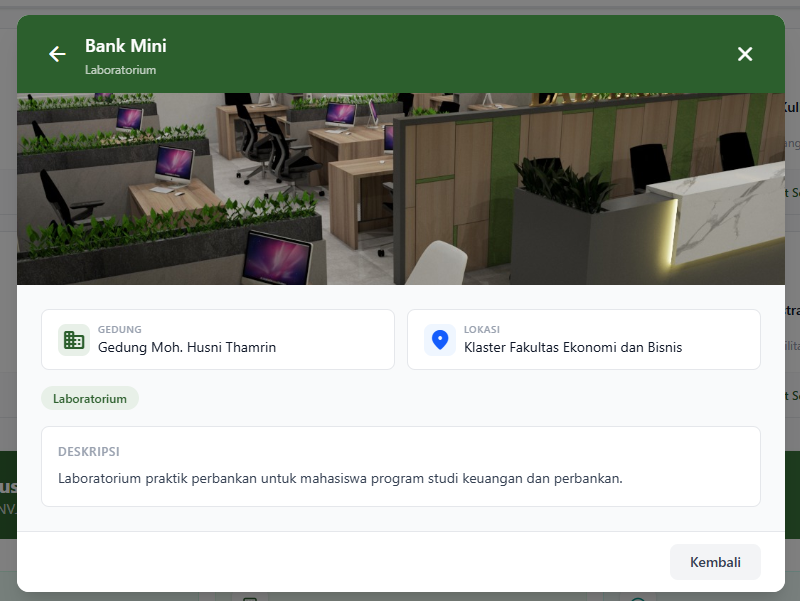 Bank Mini
Laboratorium
GEDUNG
Gedung Moh. Husni Thamrin
LOKASI
Klaster Fakultas Ekonomi dan Bisnis
Laboratorium
DESKRIPSI
Laboratorium praktik perbankan untuk mahasiswa program studi keuangan dan perbankan.
Kembali